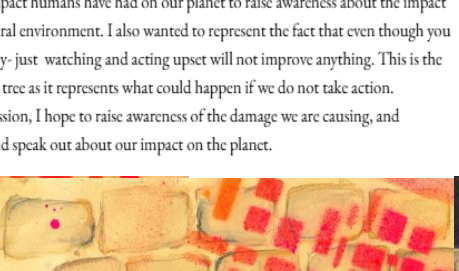 pact humans have had on our planet to raise awareness about the impact
ral environment. I also wanted to represent the fact that even though you
y- just watching and acting upset will not improve anything. This is the
tree as it represents what could happen if we do not take action.
ssion, I hope to raise awareness of the damage we are causing, and
d speak out about our impact on the planet.